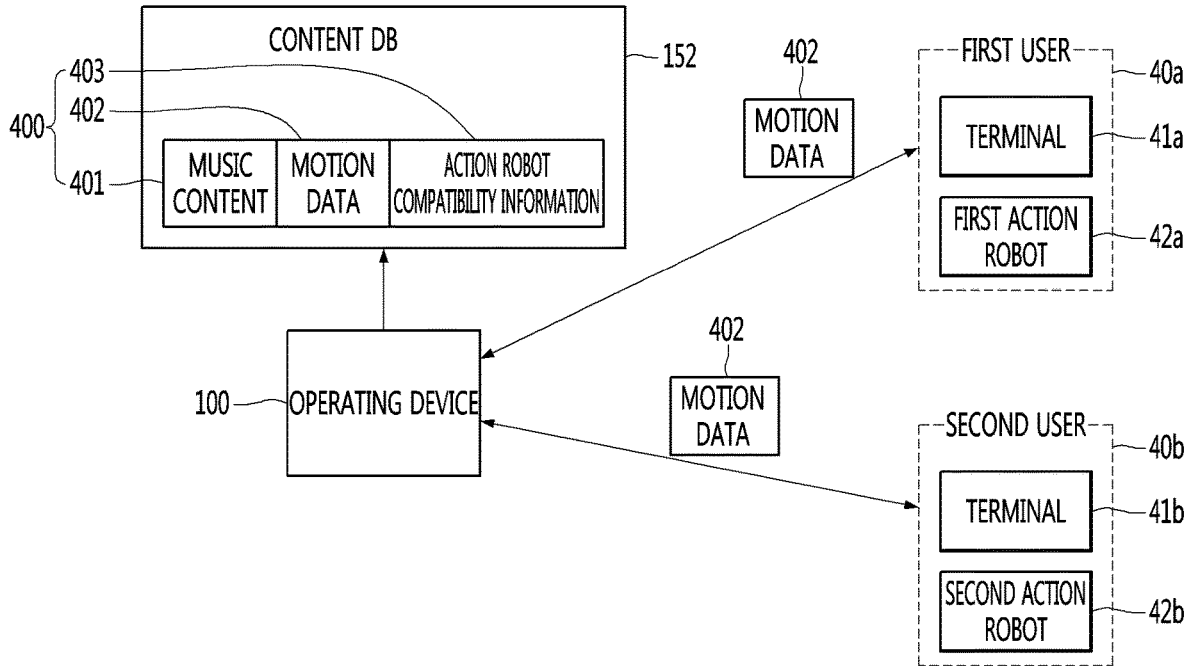 CONTENT DB
152
403
402
400
401
MUSIC
CONTENT
MOTION
DATA
ACTION ROBOT
COMPATIBILITY INFORMATION
402
MOTION
DATA
FIRST USER
40a
TERMINAL
41a
FIRST ACTION
ROBOT
42a
100
OPERATING DEVICE
402
MOTION
DATA
SECOND USER
40b
TERMINAL
41b
SECOND ACTION
ROBOT
42b